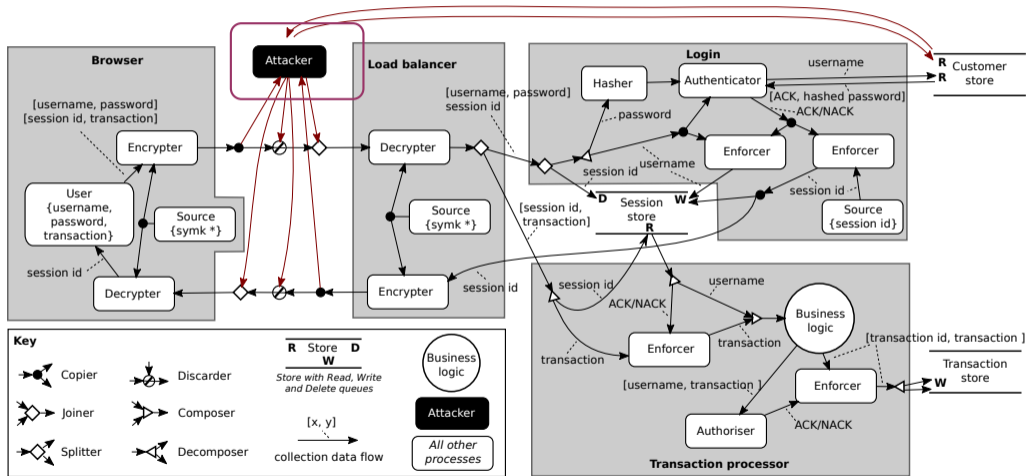 Browser
Attacker
Load balancer
Login
Customer
store
R
R
Hasher
Authenticator
username
[ACK, hashed password]
ACK/NACK
[username, password]
session id
[username, password]
[session id, transaction]
password
Encrypter
Decrypter
Enforcer
Enforcer
username
session id
session id
User
{username,
password,
transaction}
Source
{symk *}
Source
{symk *}
D
Session
store
W
R
Source
{session id}
[session id,
transaction]
session id
Decrypter
Encrypter
session id
session id
ACK/NACK
username
Business
logic
transaction
transaction
Enforcer
[transaction id, transaction ]
[username, transaction ]
Enforcer
W
Transaction
store
Authoriser
ACK/NACK
Transaction processor
Key
Copier
Discarder
Joiner
Composer
Splitter
Decomposer
R Store D
W
Store with Read, Write
and Delete queues
[x, y]
collection data flow
Business
logic
Attacker
All other
processes